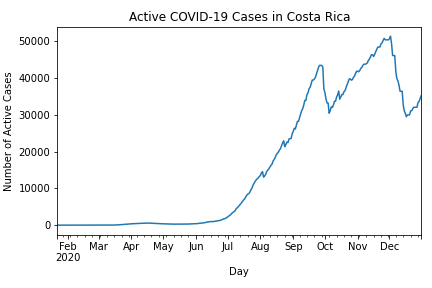 Active COVID-19 Cases in Costa Rica
50000
40000
30000
20000
10000
0
Number of Active Cases
Feb Mar Apr May Jun Jul Aug Sep Oct Nov Dec
2020
Day